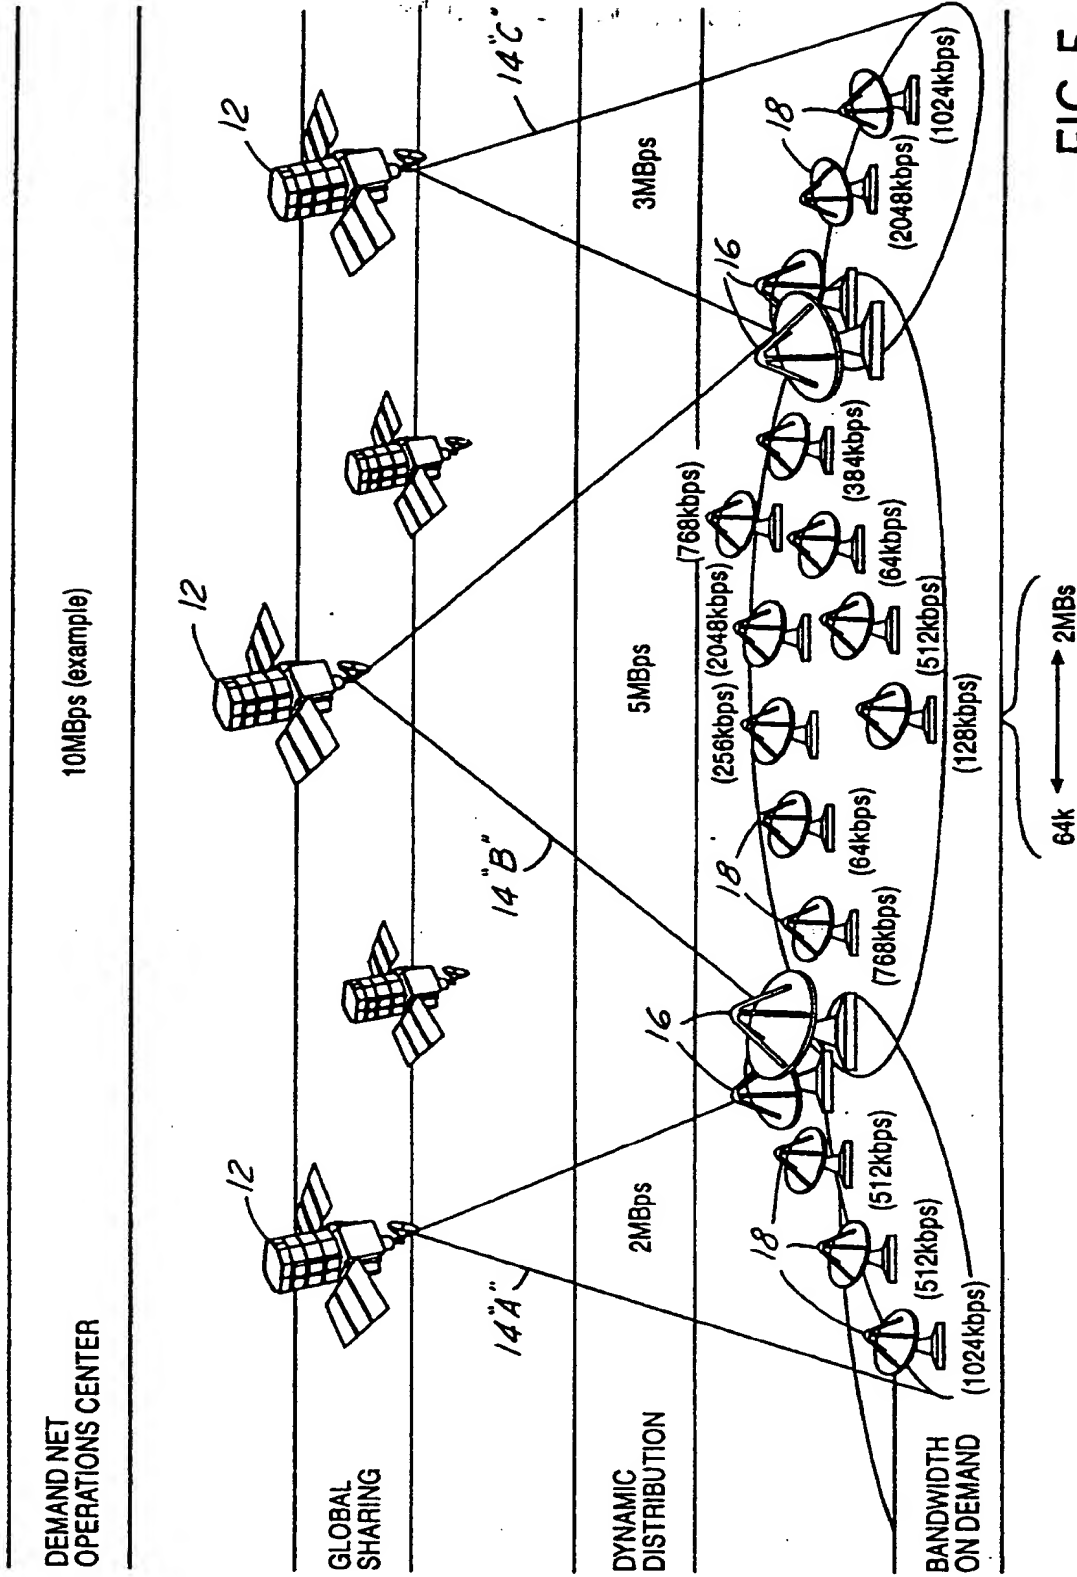 DEMAND NET
OPERATIONS CENTER
10MBps (example)
12
12
12
GLOBAL
SHARING
14"A"
14"B"
14"C"
DYNAMIC
DISTRIBUTION
2MBps
5MBps
3MBps
16
16
18
18
18
(1024kbps)
(512kbps)
(512kbps)
(768kbps)
(64kbps)
(256kbps)
(128kbps)
(2048kbps)
(512kbps)
(768kbps)
(64kbps)
(384kbps)
(2048kbps)
(1024kbps)
BANDWIDTH
ON DEMAND
64k
2MBs
FIG. 5